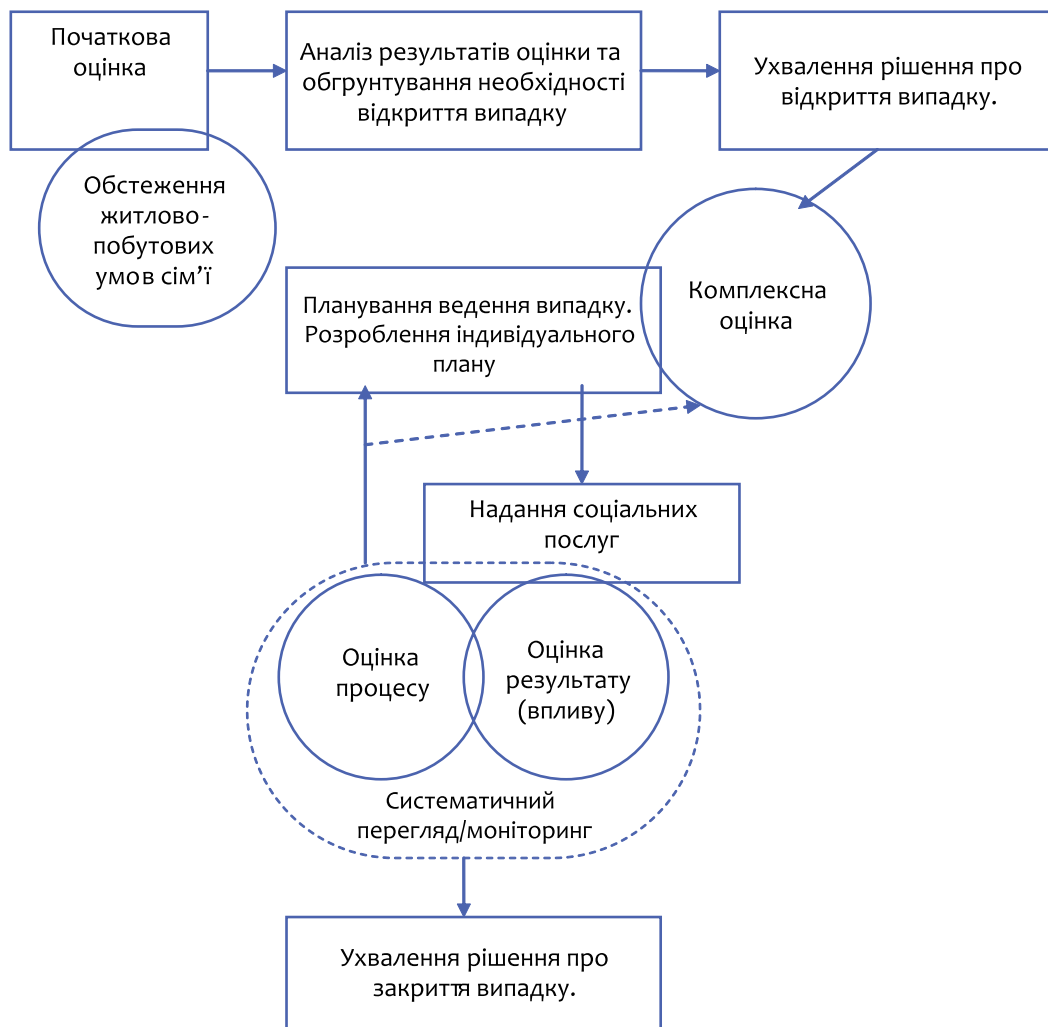 Початкова
оцінка
Аналіз результатів оцінки та
обгрунтування необхідності
відкриття випадку
Ухвалення рішення про
відкриття випадку.
Обстеження
житлово-
побутових
умов сім’ї
Планування ведення випадку.
Розроблення індивідуального
плану
Комплексна
оцінка
Надання соціальних
послуг
Оцінка
процесу
Оцінка
результату
(впливу)
Систематичний
перегляд/моніторинг
Ухвалення рішення про
закриття випадку.